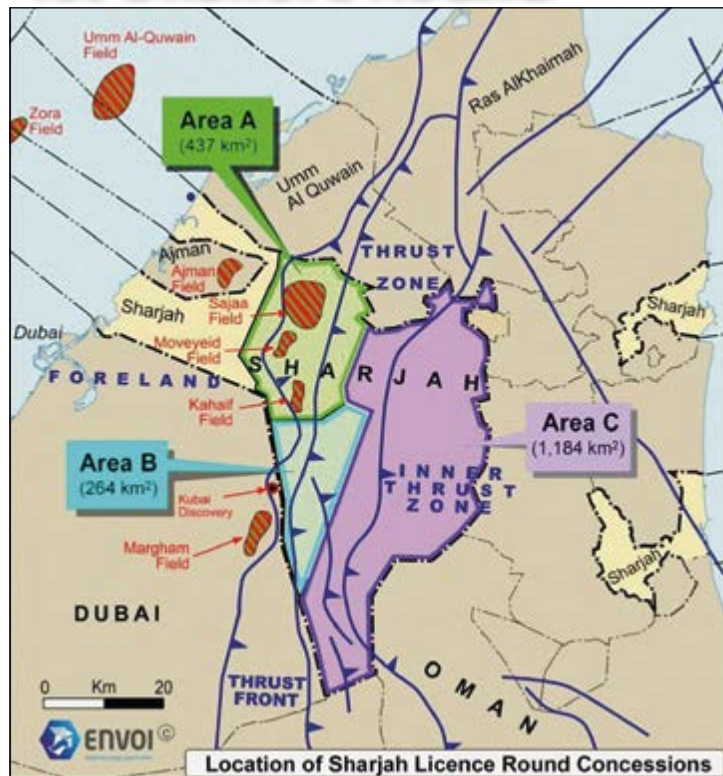 Umm Al-Quwain
Field
Zora
Field
Area A
(437 km²)
Ras AlKhaimah
Umm
Al Quwain
THRUST
ZONE
Ajman
Ajman
Field
Sharjah
Sajaa
Field
Moveyeid
Field
Dubai
FORELAND
SHARJAH
Kahaif
Field
Sharjah
Area B
(264 km²)
Area C
(1,184 km²)
INNER
THRUST
ZONE
Kubai
Discovery
Margham
Field
Sharjah
DUBAI
OMAN
0 Km 20
THRUST
FRONT
ENVOI ©
Location of Sharjah Licence Round Concessions